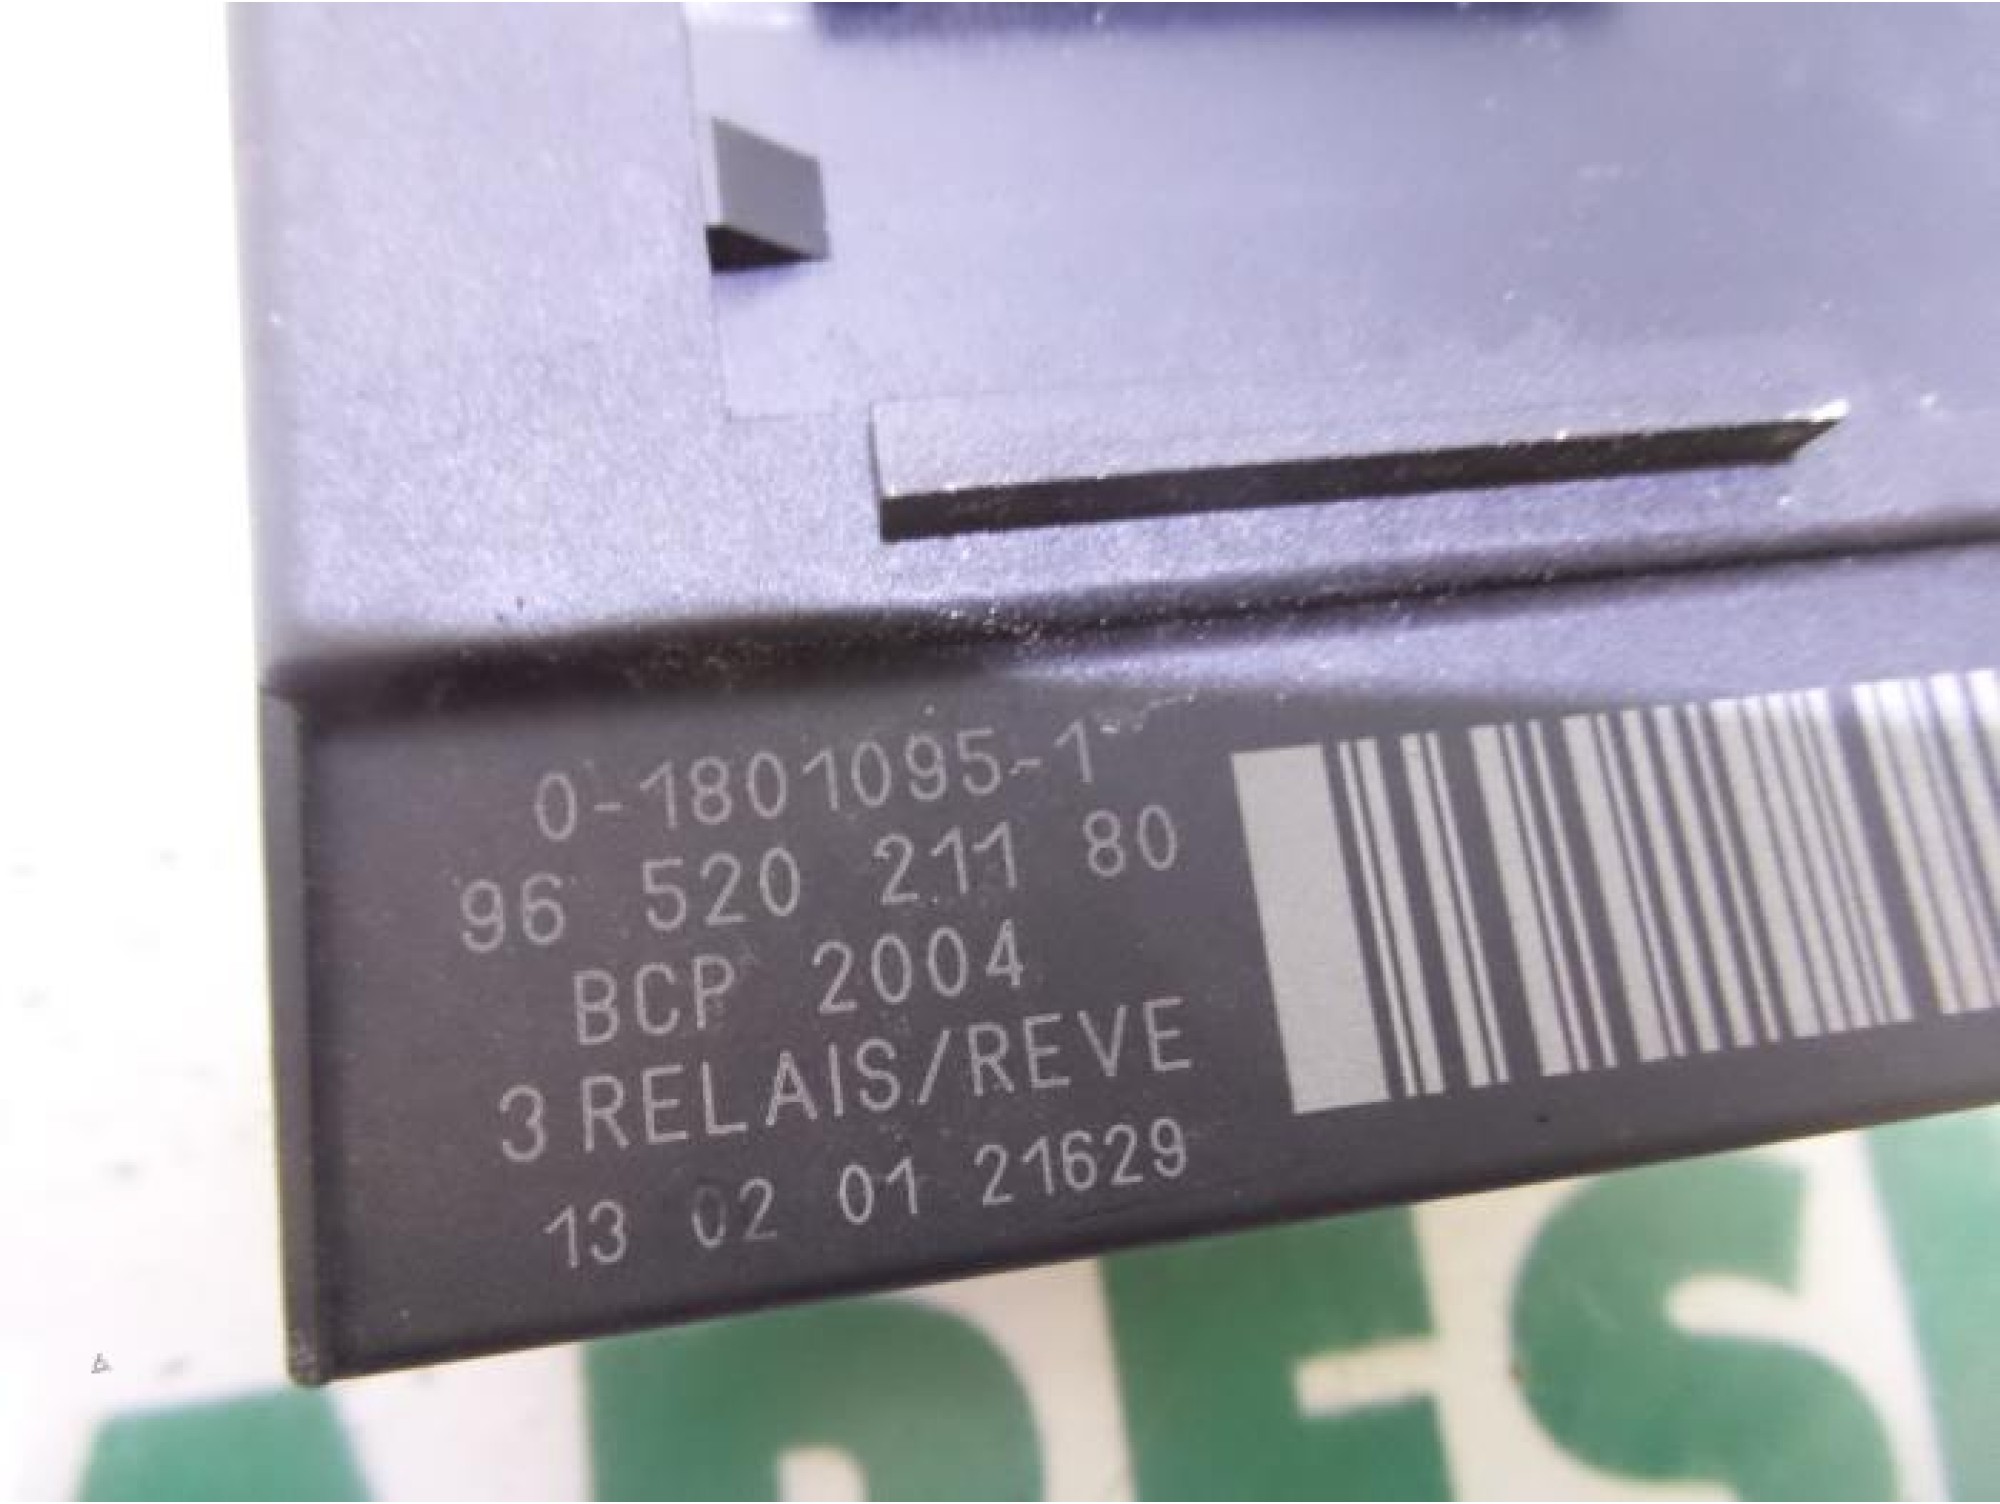 0-1801095-1
96 520 211 80
BCP 2004
3 RELAIS/REVE
13 02 01 21629